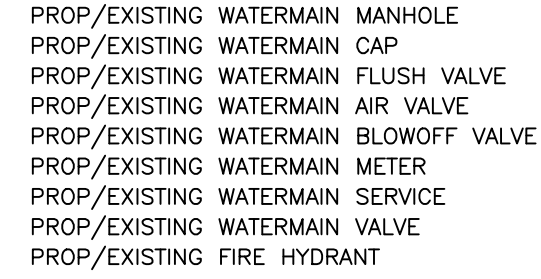 PROP/EXISTING WATERMAIN MANHOLE
PROP/EXISTING WATERMAIN CAP
PROP/EXISTING WATERMAIN FLUSH VALVE
PROP/EXISTING WATERMAIN AIR VALVE
PROP/EXISTING WATERMAIN BLOWOFF VALVE
PROP/EXISTING WATERMAIN METER
PROP/EXISTING WATERMAIN SERVICE
PROP/EXISTING WATERMAIN VALVE
PROP/EXISTING FIRE HYDRANT